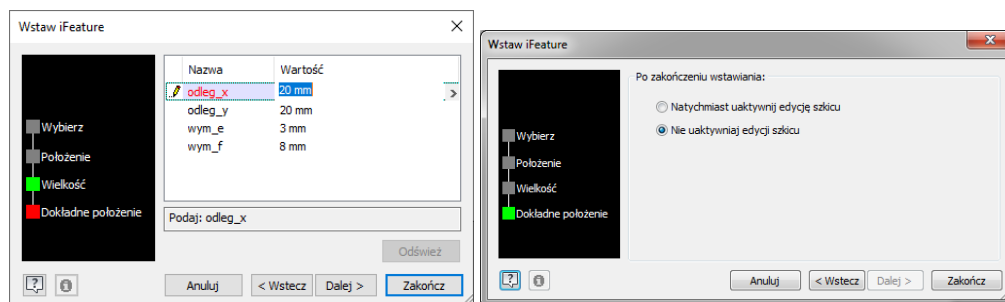 Wstaw iFeature
Nazwa Wartość
odleg_x 20 mm
odleg_y 20 mm
wym_e 3 mm
wym_f 8 mm
Wybierz
Położenie
Wielkość
Dokładne położenie
Podaj: odleg_x
Odśwież
Anuluj < Wstecz Dalej > Zakończ
Wstaw iFeature
Po zakończeniu wstawiania:
Natychmiast uaktywnij edycję szkicu
Nie uaktywniaj edycji szkicu
Wybierz
Położenie
Wielkość
Dokładne położenie
Anuluj < Wstecz Dalej > Zakończ